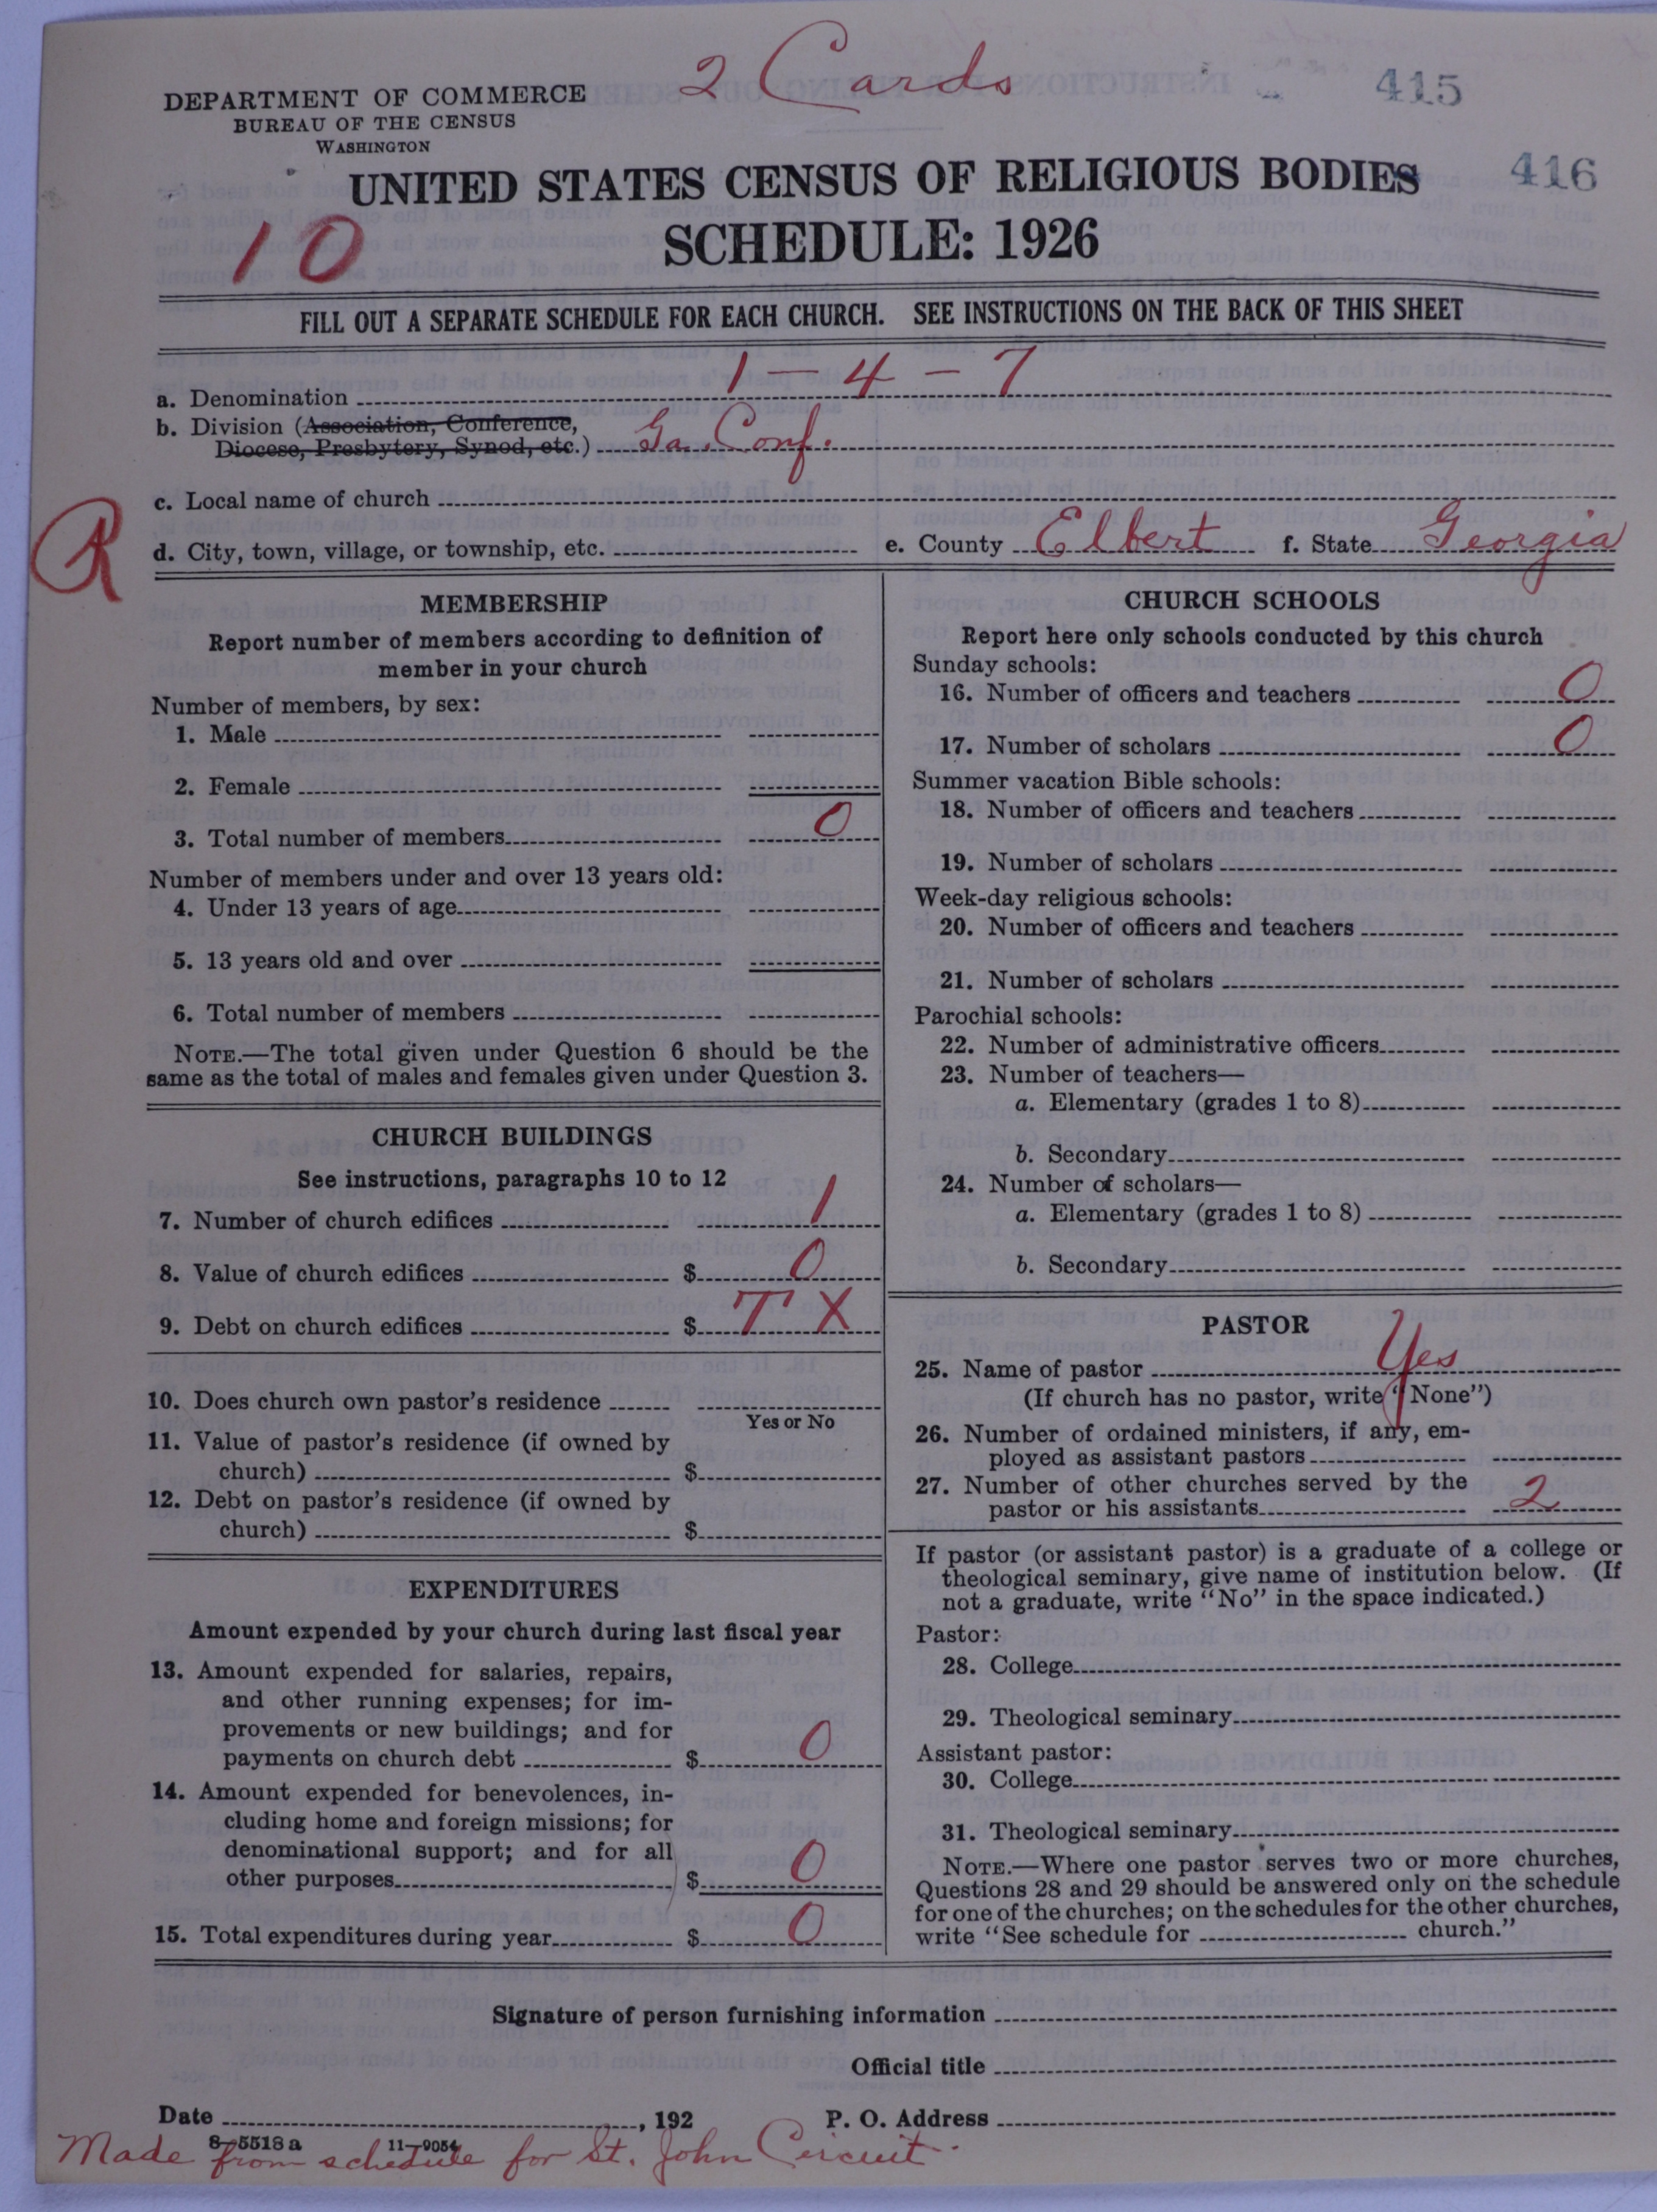 2 Cards
415
DEPARTMENT OF COMMERCE
BUREAU OF THE CENSUS
WASHINGTON
UNITED STATES CENSUS OF RELIGIOUS BODIES
416
10
SCHEDULE: 1926
FILL OUT A SEPARATE SCHEDULE FOR EACH CHURCH. SEE INSTRUCTIONS ON THE BACK OF THIS SHEET
a. Denomination 1-4-7
b. Division (Association, Conference,
Diocese, Presbytery, Synod, etc.) Ga. Conf.
c. Local name of church
R
d. City, town, village, or township, etc. e. County Elbert f. State Georgia
MEMBERSHIP
Report number of members according to definition of
member in your church
Number of members, by sex:
1. Male
2. Female
3. Total number of members 0
Number of members under and over 13 years old:
4. Under 13 years of age
5. 13 years old and over
6. Total number of members
NOTE.—The total given under Question 6 should be the
same as the total of males and females given under Question 3.
CHURCH BUILDINGS
See instructions, paragraphs 10 to 12
7. Number of church edifices 1
8. Value of church edifices $ 0
9. Debt on church edifices $ TX
10. Does church own pastor's residence
Yes or No
11. Value of pastor's residence (if owned by
church) $
12. Debt on pastor's residence (if owned by
church) $
EXPENDITURES
Amount expended by your church during last fiscal year
13. Amount expended for salaries, repairs,
and other running expenses; for im-
provements or new buildings; and for
payments on church debt $ 0
14. Amount expended for benevolences, in-
cluding home and foreign missions; for
denominational support; and for all
other purposes $ 0
15. Total expenditures during year $ 0
CHURCH SCHOOLS
Report here only schools conducted by this church
Sunday schools:
16. Number of officers and teachers 0
17. Number of scholars 0
Summer vacation Bible schools:
18. Number of officers and teachers
19. Number of scholars
Week-day religious schools:
20. Number of officers and teachers
21. Number of scholars
Parochial schools:
22. Number of administrative officers
23. Number of teachers—
a. Elementary (grades 1 to 8)
b. Secondary
24. Number of scholars—
a. Elementary (grades 1 to 8)
b. Secondary
PASTOR
25. Name of pastor Yes
(If church has no pastor, write "None")
26. Number of ordained ministers, if any, em-
ployed as assistant pastors
27. Number of other churches served by the
pastor or his assistants 2
If pastor (or assistant pastor) is a graduate of a college or
theological seminary, give name of institution below. (If
not a graduate, write "No" in the space indicated.)
Pastor:
28. College
29. Theological seminary
Assistant pastor:
30. College
31. Theological seminary
NOTE.—Where one pastor serves two or more churches,
Questions 28 and 29 should be answered only on the schedule
for one of the churches; on the schedules for the other churches,
write "See schedule for church."
Signature of person furnishing information
Official title
Date , 192 P. O. Address
8—5518 a 11—9054
Made from schedule for St. John Circuit.